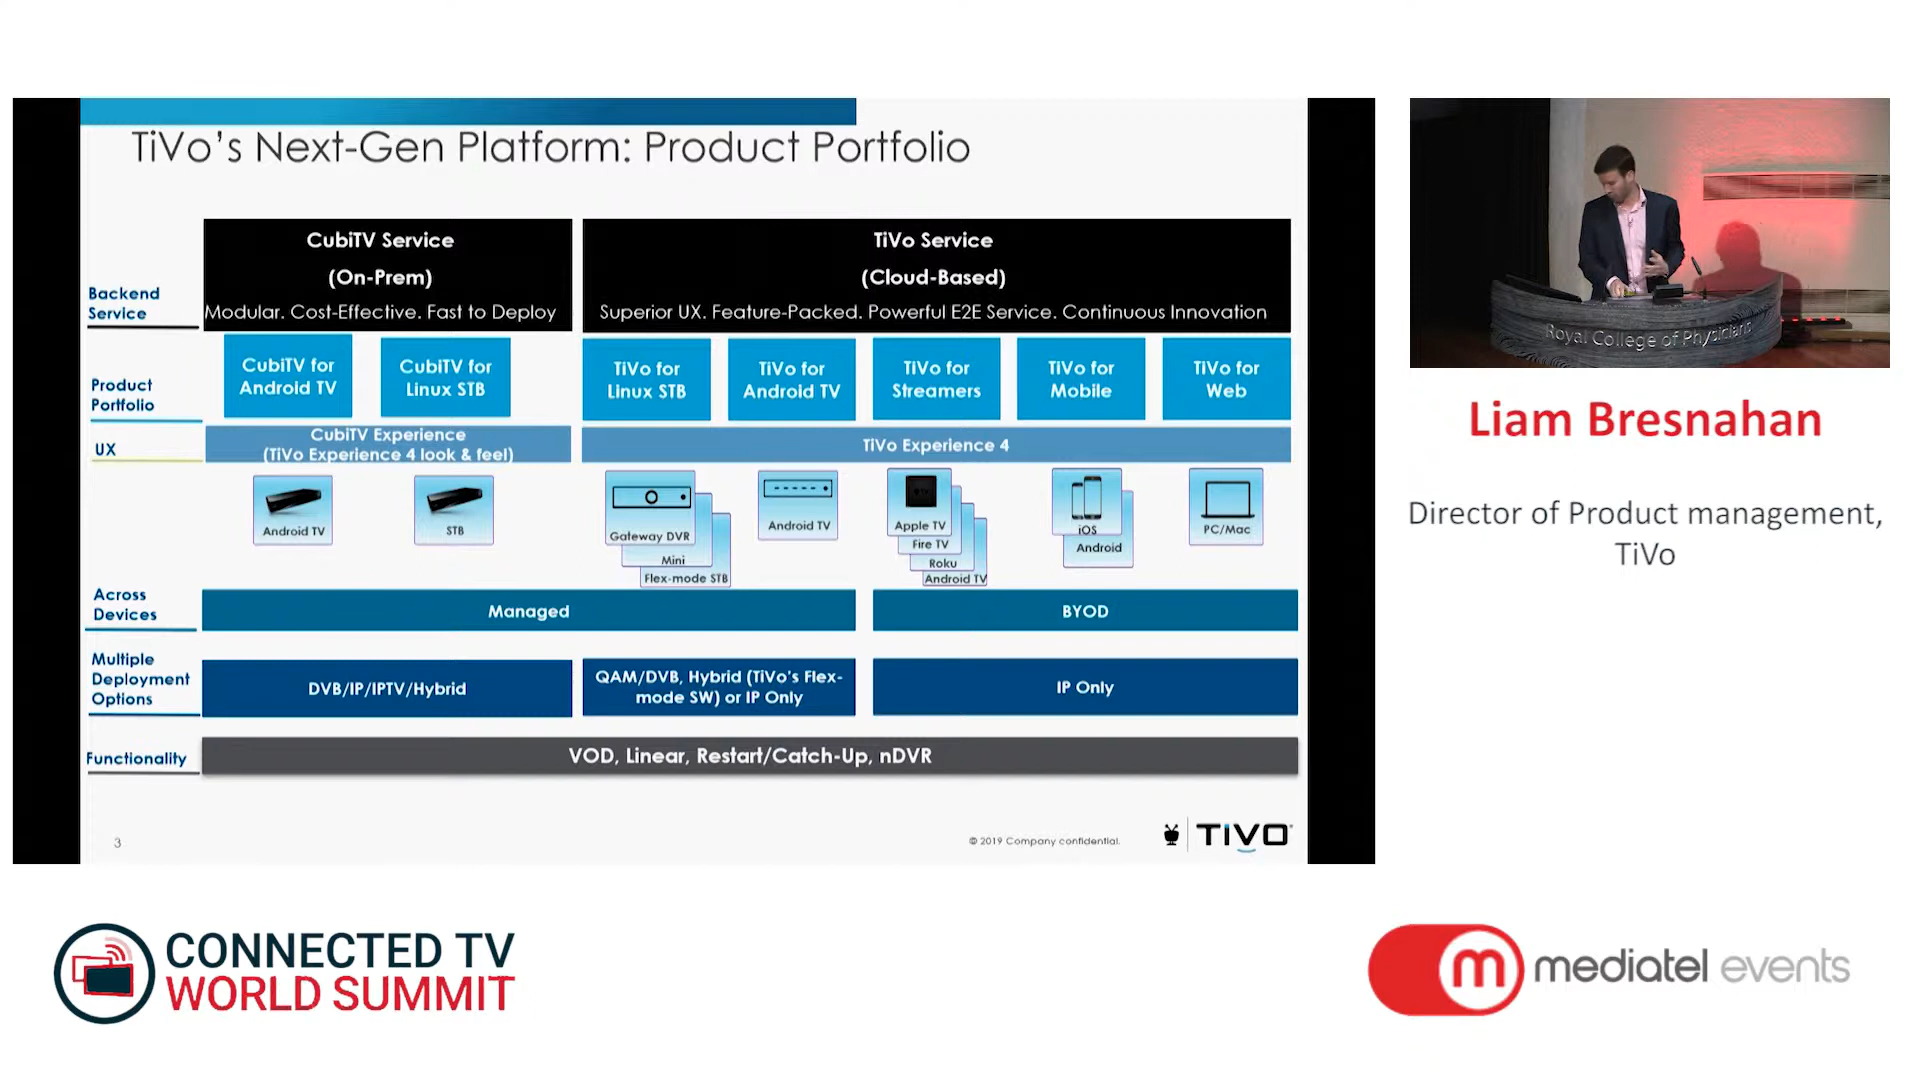 TiVo's Next-Gen Platform: Product Portfolio
Backend
Service
CubiTV Service
(On-Prem)
Modular. Cost-Effective. Fast to Deploy
TiVo Service
(Cloud-Based)
Superior UX. Feature-Packed. Powerful E2E Service. Continuous Innovation
Product
Portfolio
CubiTV for
Android TV
CubiTV for
Linux STB
TiVo for
Linux STB
TiVo for
Android TV
TiVo for
Streamers
TiVo for
Mobile
TiVo for
Web
UX
CubiTV Experience
(TiVo Experience 4 look & feel)
TiVo Experience 4
Android TV
STB
Gateway DVR
Mini
Flex-mode STB
Android TV
Apple TV
Fire TV
Roku
Android TV
iOS
Android
PC/Mac
Across
Devices
Managed
BYOD
Multiple
Deployment
Options
DVB/IP/IPTV/Hybrid
QAM/DVB, Hybrid (TiVo's Flex-
mode SW) or IP Only
IP Only
Functionality
VOD, Linear, Restart/Catch-Up, nDVR
3
© 2019 Company confidential.
TIVO
Royal College of Physicians
Liam Bresnahan
Director of Product management,
TiVo
CONNECTED TV
WORLD SUMMIT
m mediatel events